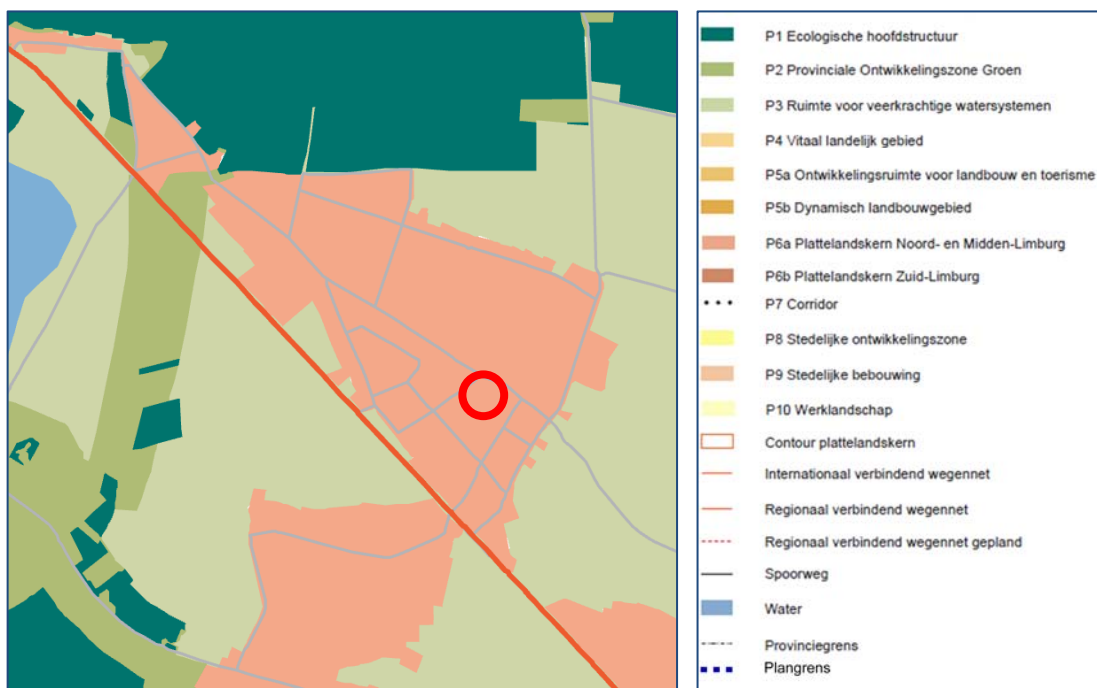 P1 Ecologische hoofdstructuur
P2 Provinciale Ontwikkelingszone Groen
P3 Ruimte voor veerkrachtige watersystemen
P4 Vitaal landelijk gebied
P5a Ontwikkelingsruimte voor landbouw en toerisme
P5b Dynamisch landbouwgebied
P6a Plattelandskern Noord- en Midden-Limburg
P6b Plattelandskern Zuid-Limburg
P7 Corridor
P8 Stedelijke ontwikkelingszone
P9 Stedelijke bebouwing
P10 Werklandschap
Contour plattelandskern
Internationaal verbindend wegennet
Regionaal verbindend wegennet
Regionaal verbindend wegennet gepland
Spoorweg
Water
Provinciegrens
Plangrens